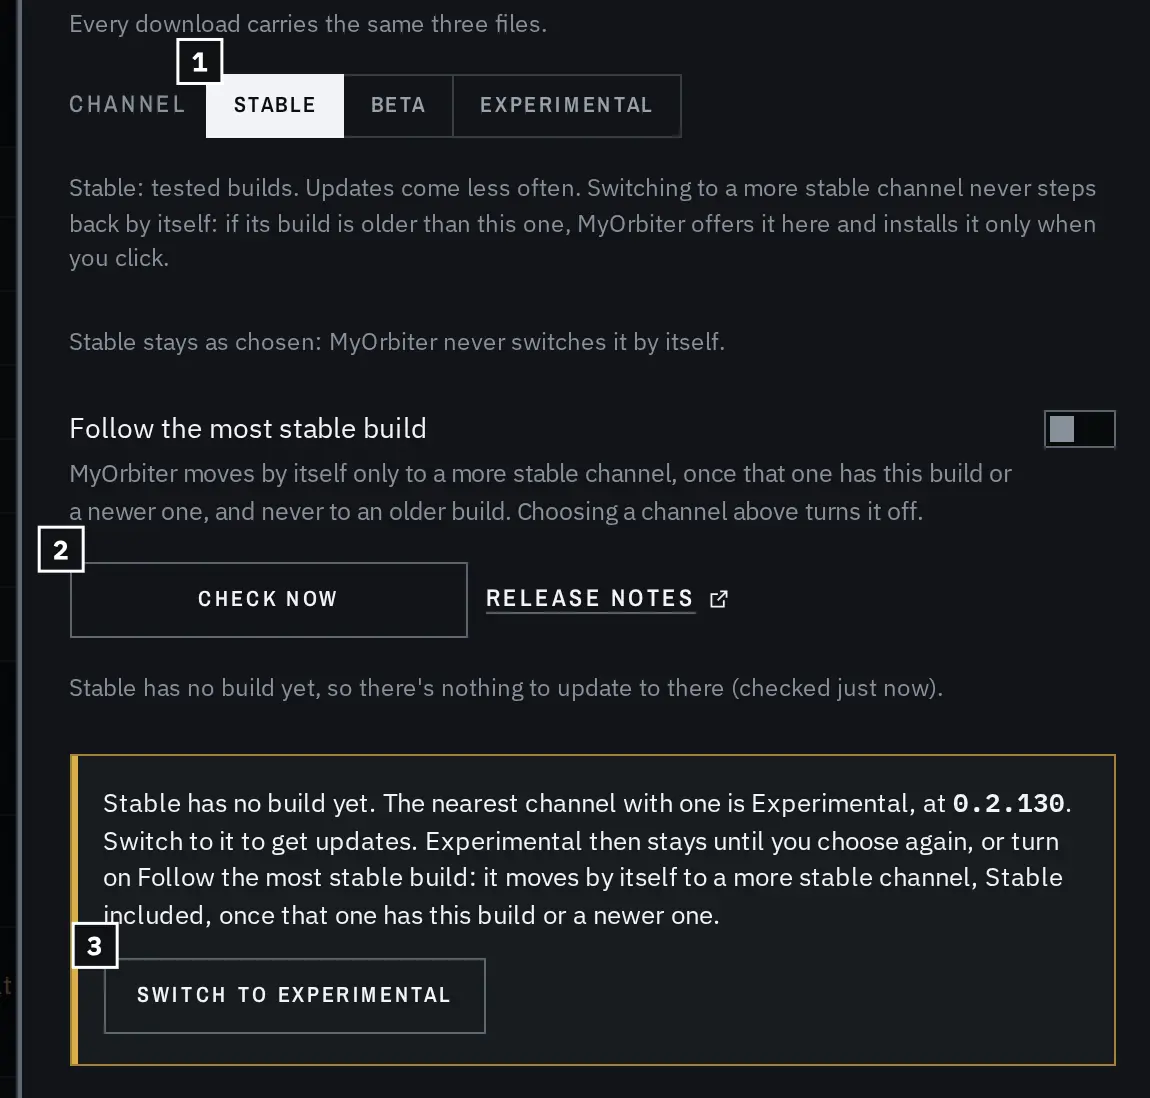 Every download carries the same three files.
1
CHANNEL STABLE BETA EXPERIMENTAL
Stable: tested builds. Updates come less often. Switching to a more stable channel never steps
back by itself: if its build is older than this one, MyOrbiter offers it here and installs it only when
you click.
Stable stays as chosen: MyOrbiter never switches it by itself.
Follow the most stable build
MyOrbiter moves by itself only to a more stable channel, once that one has this build or
a newer one, and never to an older build. Choosing a channel above turns it off.
2
CHECK NOW RELEASE NOTES
Stable has no build yet, so there's nothing to update to there (checked just now).
Stable has no build yet. The nearest channel with one is Experimental, at 0.2.130.
Switch to it to get updates. Experimental then stays until you choose again, or turn
on Follow the most stable build: it moves by itself to a more stable channel, Stable
included, once that one has this build or a newer one.
3
SWITCH TO EXPERIMENTAL